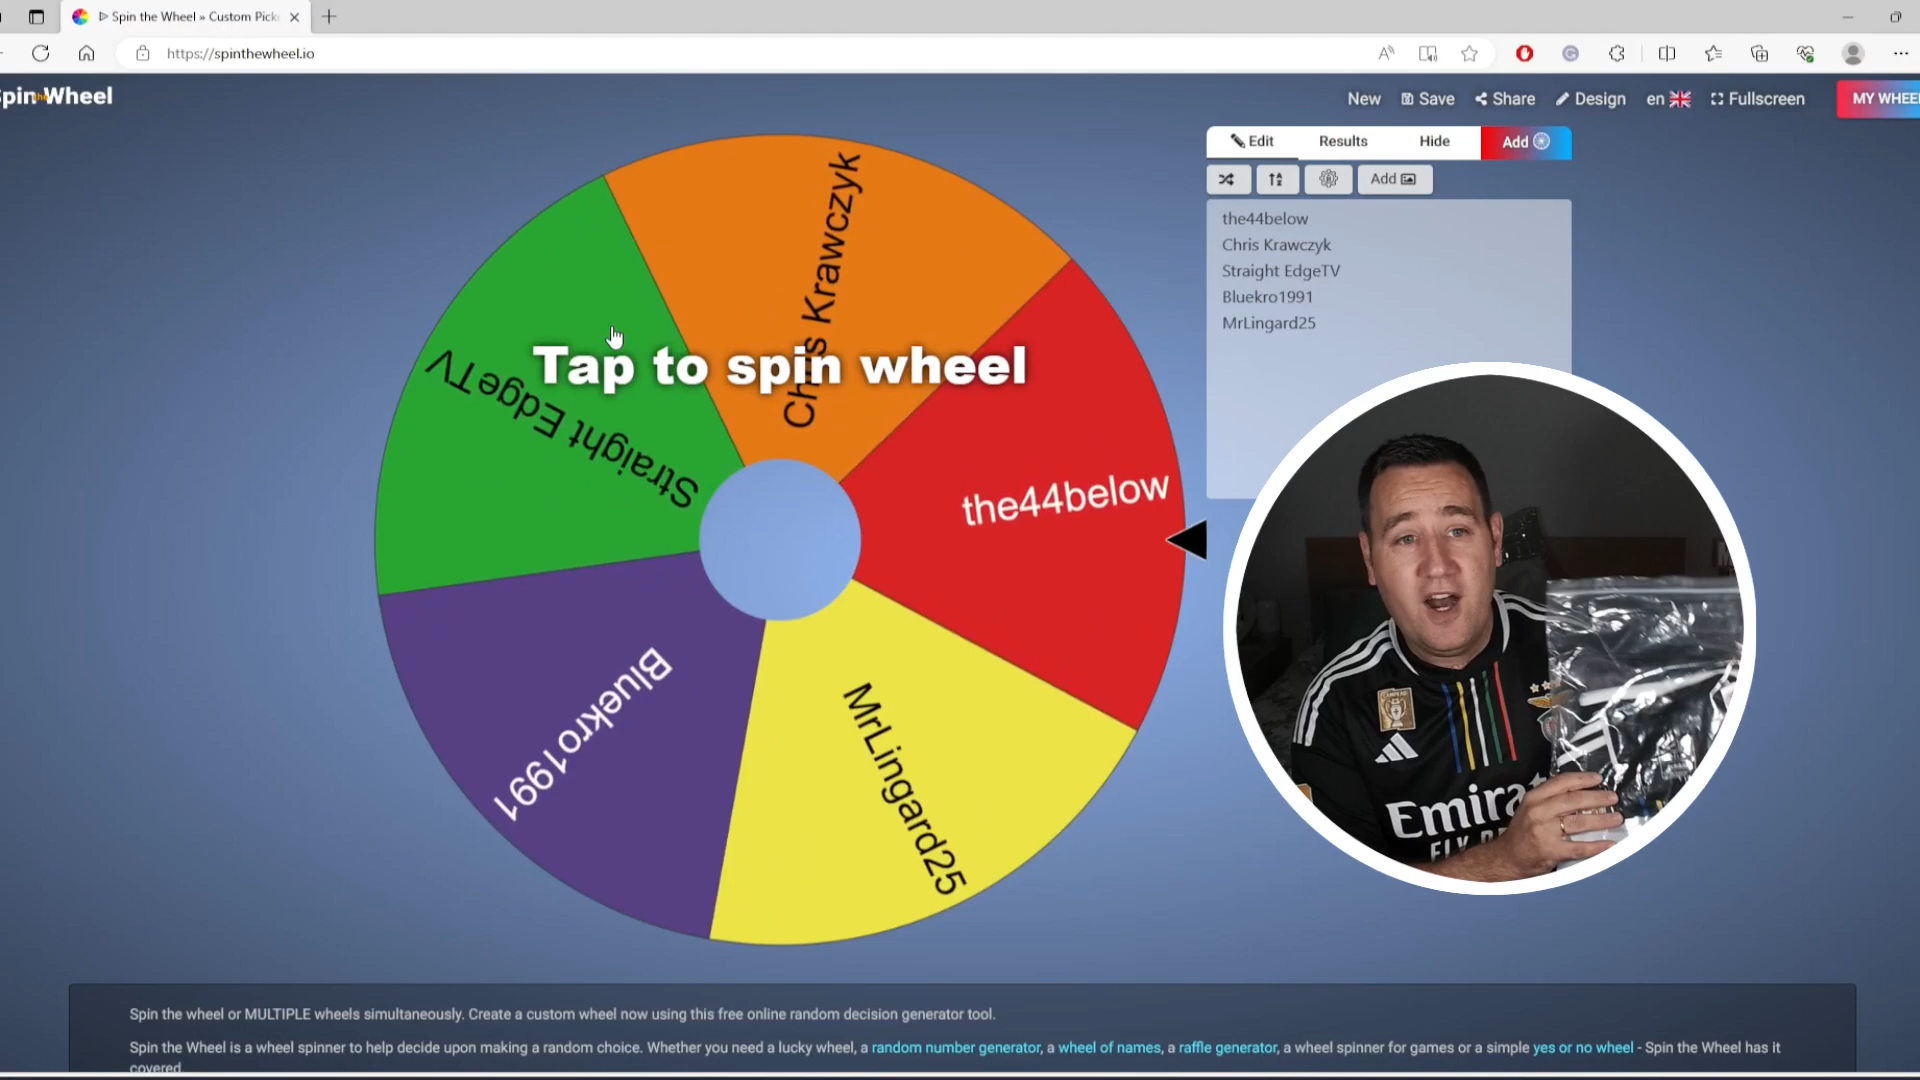 ᐅ Spin the Wheel » Custom Pick
https://spinthewheel.io
Spin the Wheel
New
Save
Share
Design
en
Fullscreen
MY WHEE
Edit
Results
Hide
Add
Add
the44below
Chris Krawczyk
Straight EdgeTV
Bluekro1991
MrLingard25
Chris Krawczyk
Straight EdgeTV
Tap to spin wheel
the44below
Bluekro1991
MrLingard25
Emira
FLY
Spin the wheel or MULTIPLE wheels simultaneously. Create a custom wheel now using this free online random decision generator tool.
Spin the Wheel is a wheel spinner to help decide upon making a random choice. Whether you need a lucky wheel, a random number generator, a wheel of names, a raffle generator, a wheel spinner for games or a simple yes or no wheel - Spin the Wheel has it
covered